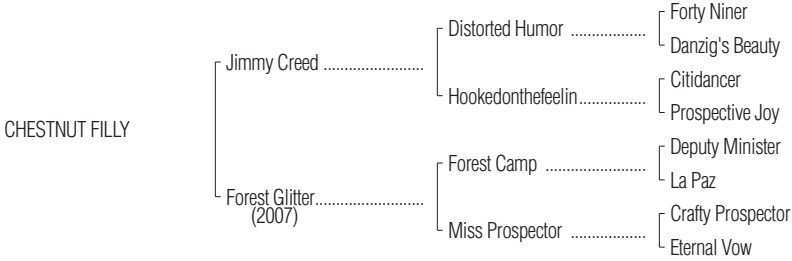 Forty Niner
Distorted Humor ..................
Danzig's Beauty
Jimmy Creed ........................
Citidancer
Hookedonthefeelin................
Prospective Joy
CHESTNUT FILLY
Deputy Minister
Forest Camp ........................
La Paz
Forest Glitter..........................
(2007)
Crafty Prospector
Miss Prospector ..................
Eternal Vow